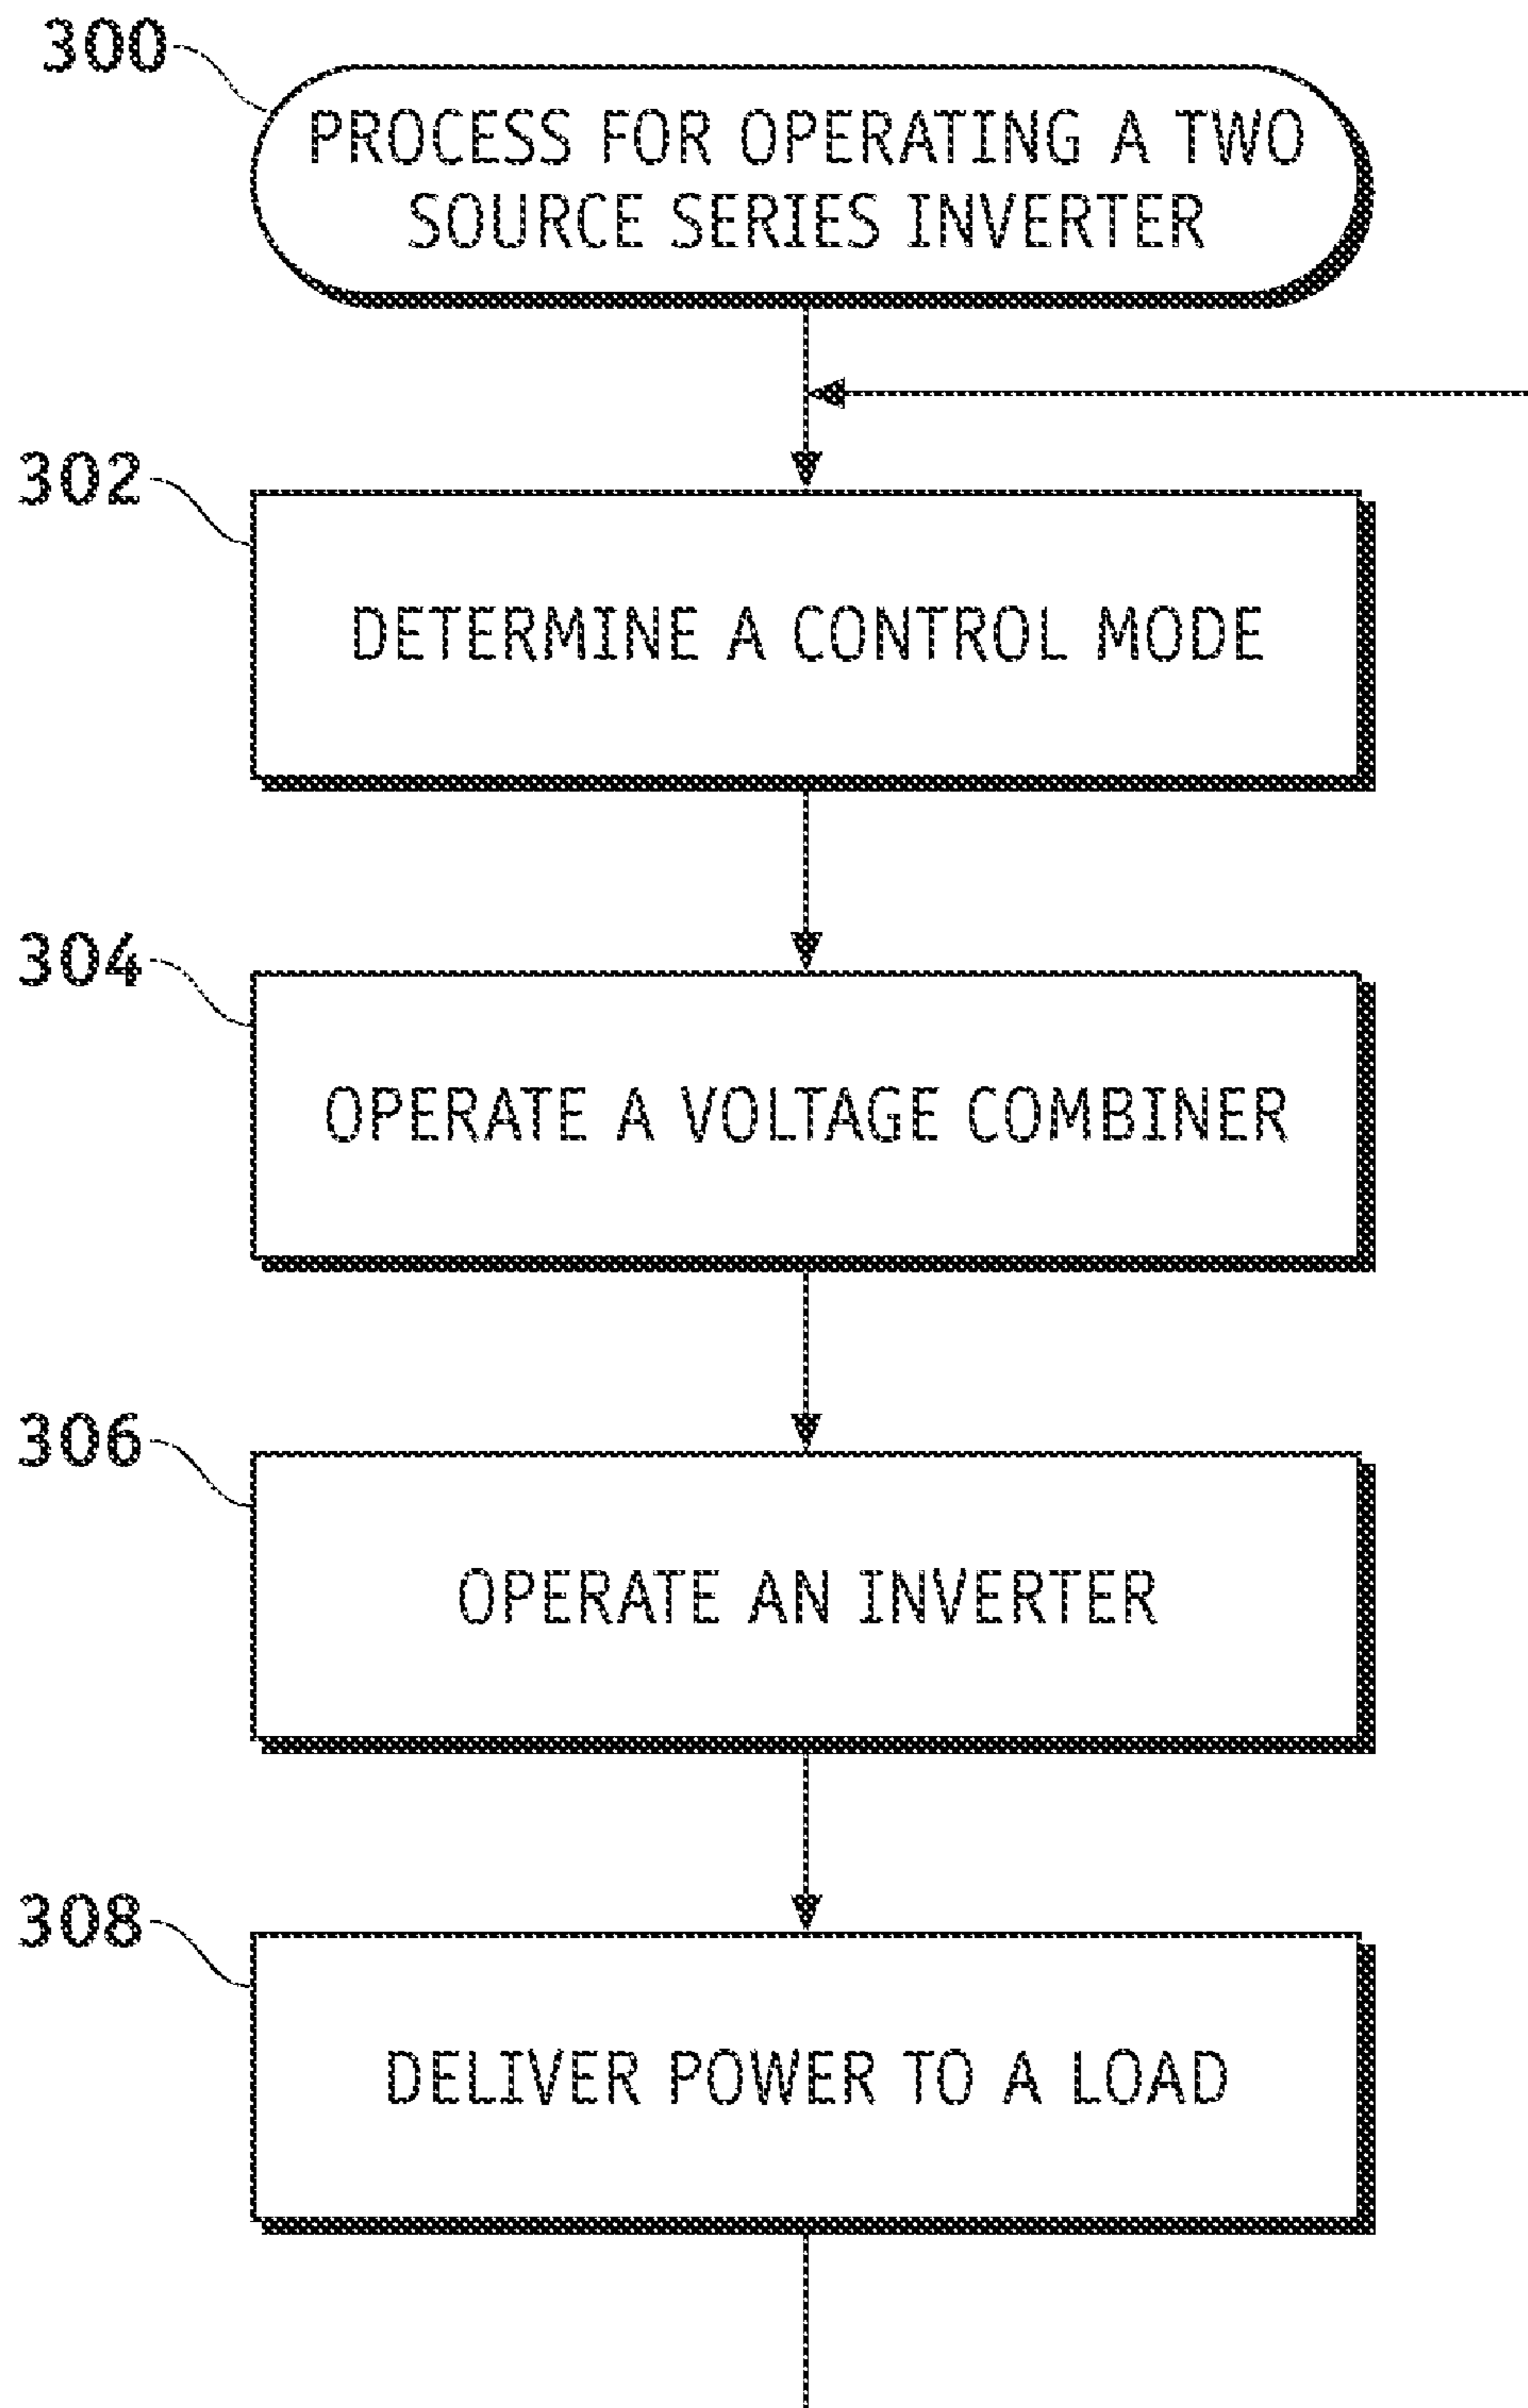 300
PROCESS FOR OPERATING A TWO
SOURCE SERIES INVERTER
302
DETERMINE A CONTROL MODE
304
OPERATE A VOLTAGE COMBINER
306
OPERATE AN INVERTER
308
DELIVER POWER TO A LOAD